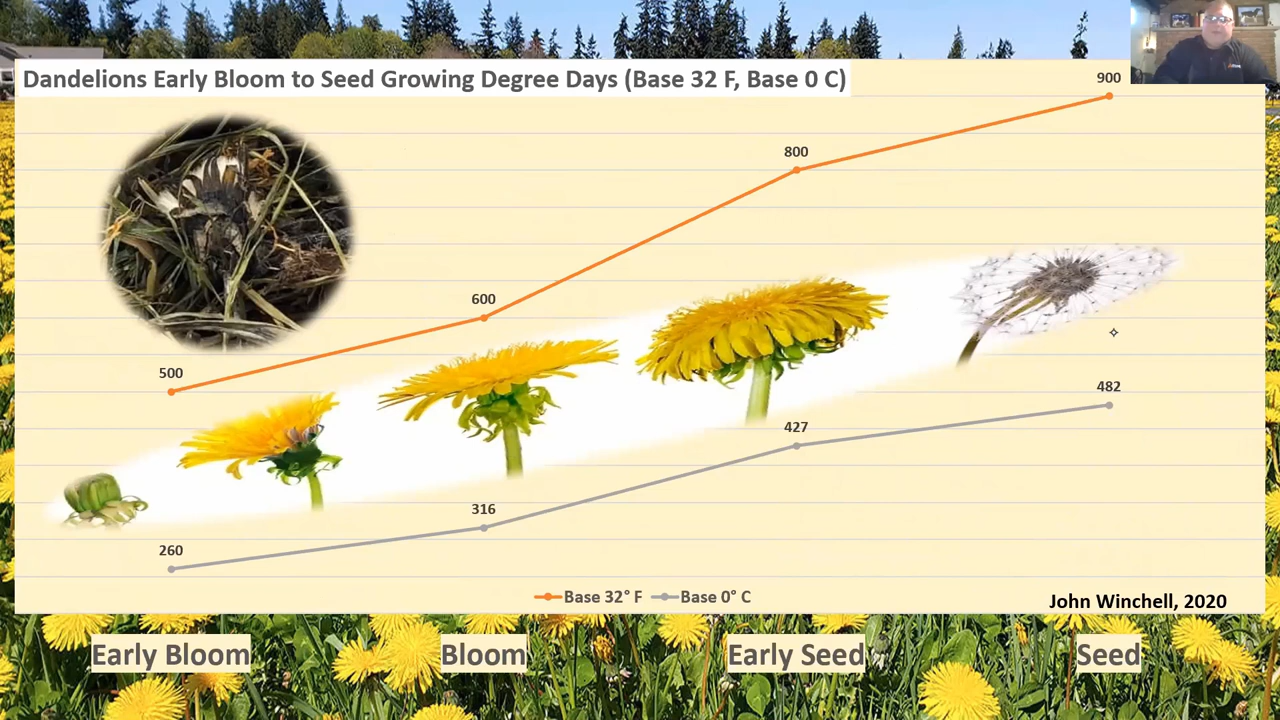 Dandelions Early Bloom to Seed Growing Degree Days (Base 32 F, Base 0 C)
900
800
600
500
482
427
316
260
Base 32° F Base 0° C
John Winchell, 2020
Early Bloom Bloom Early Seed Seed